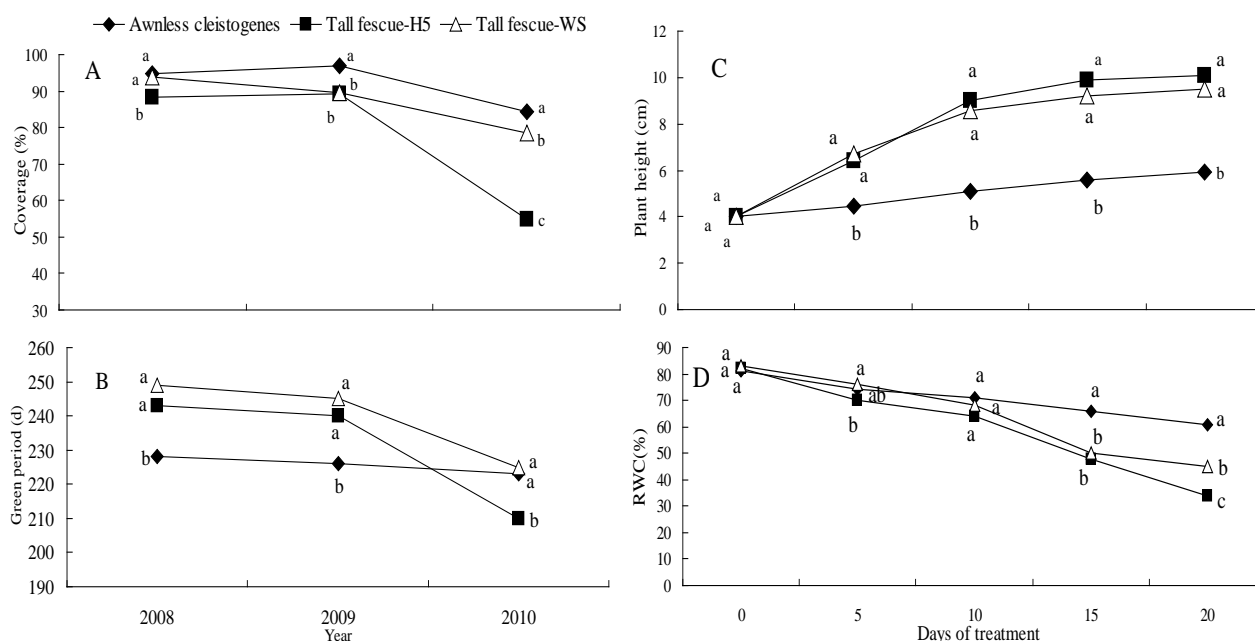 Awnless cleistogenes Tall fescue-H5 Tall fescue-WS
A
Coverage (%)
100
90
80
70
60
50
40
30
a
a
b
a
b
b
a
b
c
B
Green period (d)
260
250
240
230
220
210
200
190
a
a
b
a
a
b
a
a
b
2008
2009
2010
Year
C
Plant height (cm)
12
10
8
6
4
2
0
a
a
a
a
a
b
a
a
b
a
a
b
a
a
b
D
RWC(%)
90
80
70
60
50
40
30
20
10
0
a
a
a
a
ab
b
a
a
a
a
b
b
a
b
c
0
5
10
15
20
Days of treatment